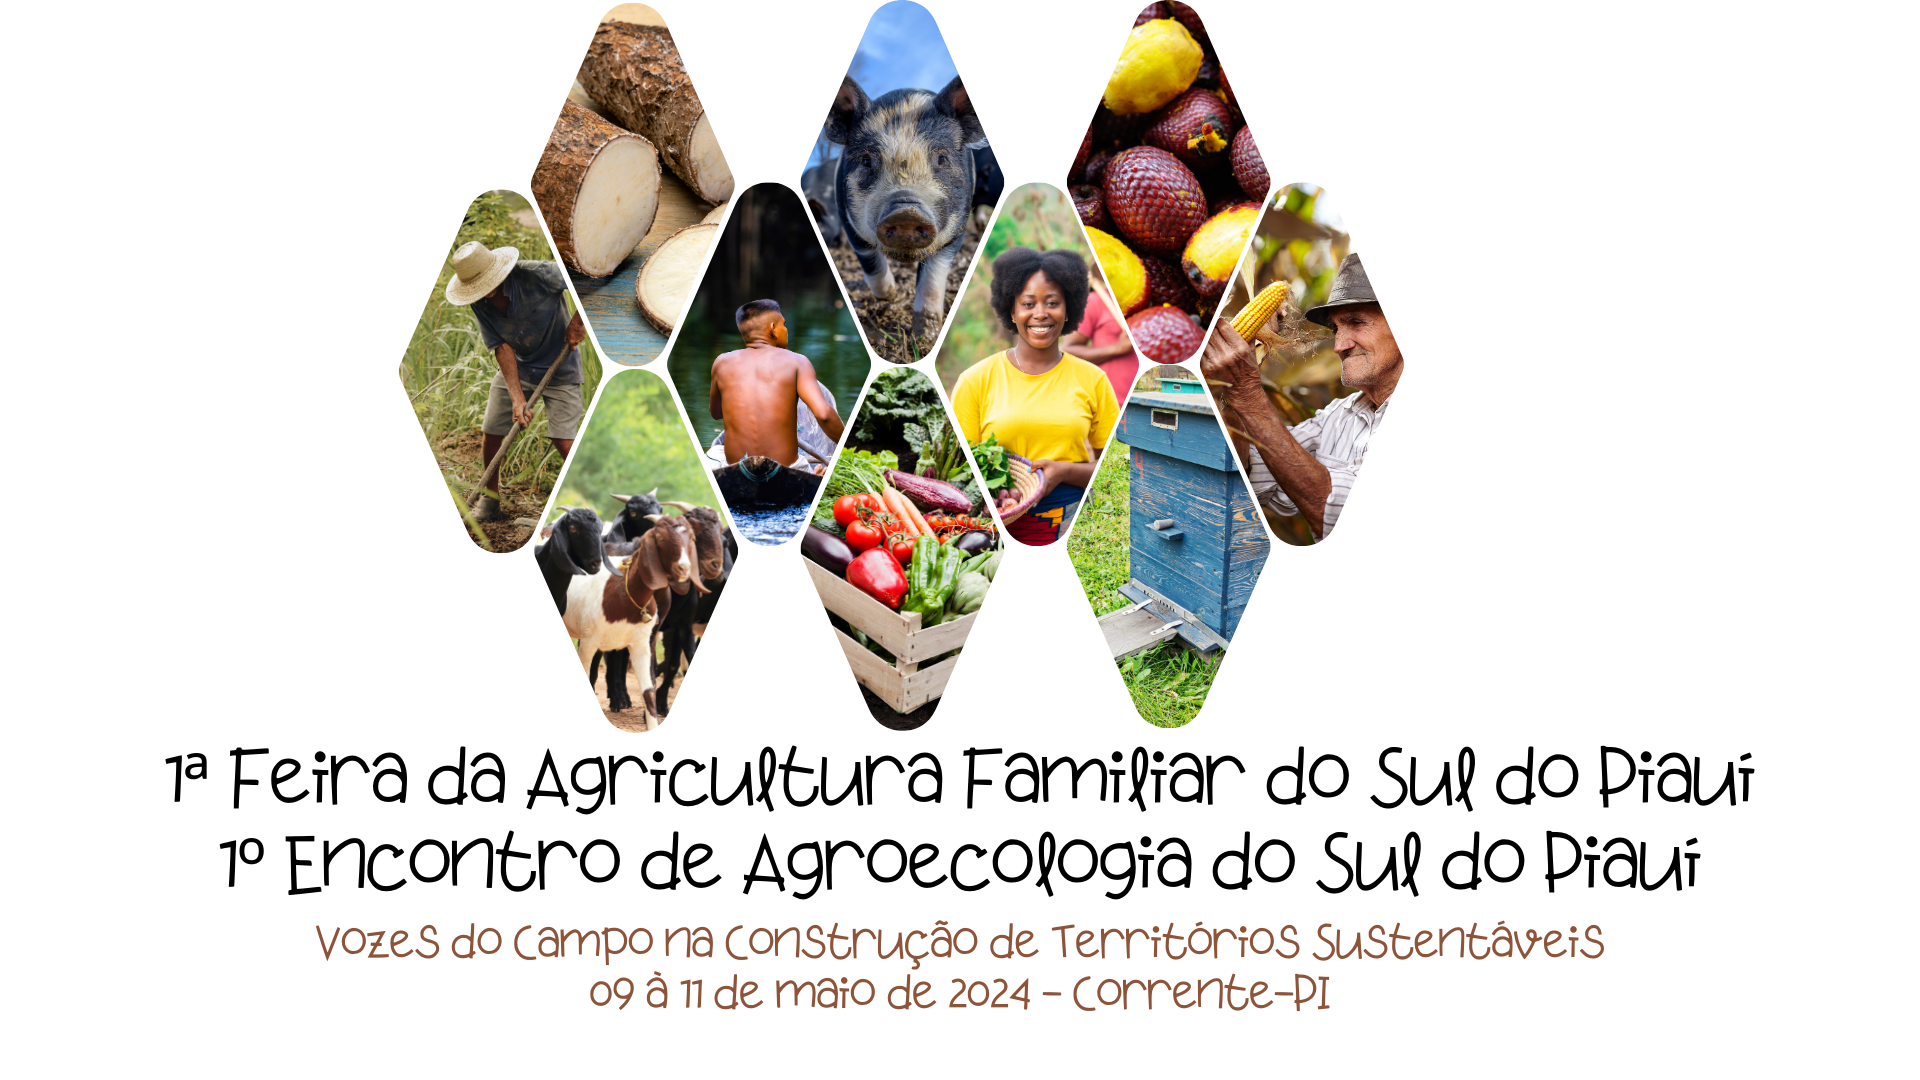 1ª Feira da Agricultura Familiar do Sul do Piauí
1º Encontro de Agroecologia do Sul do Piauí
Vozes do Campo na Construção de Territórios Sustentáveis
09 à 11 de maio de 2024 - Corrente-PI